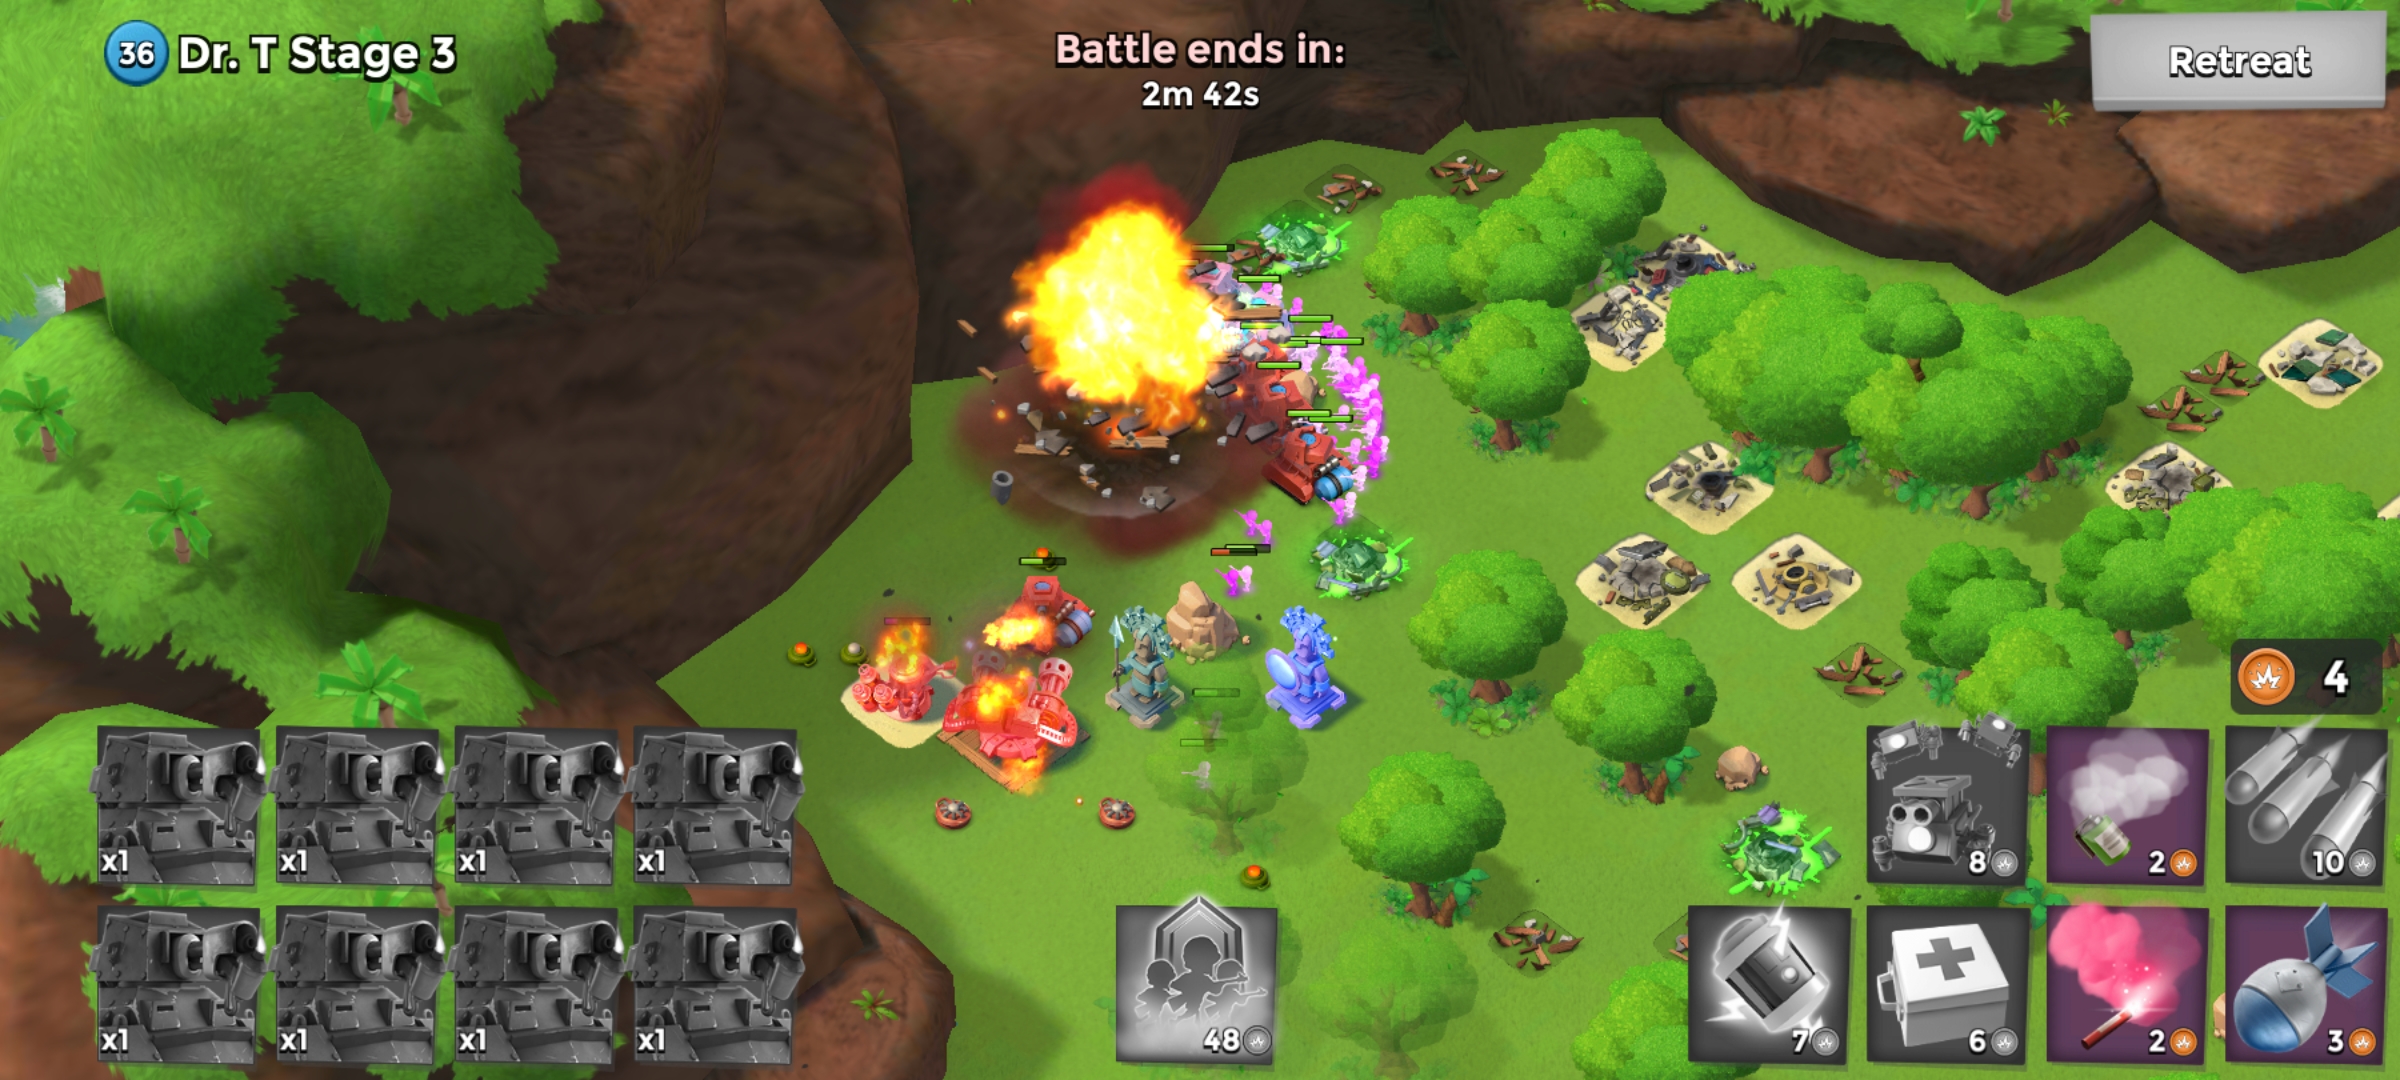 36 Dr. T Stage 3
Battle ends in:
2m 42s
Retreat
4
x1
x1
x1
x1
8
2
10
x1
x1
x1
x1
48
7
6
2
3